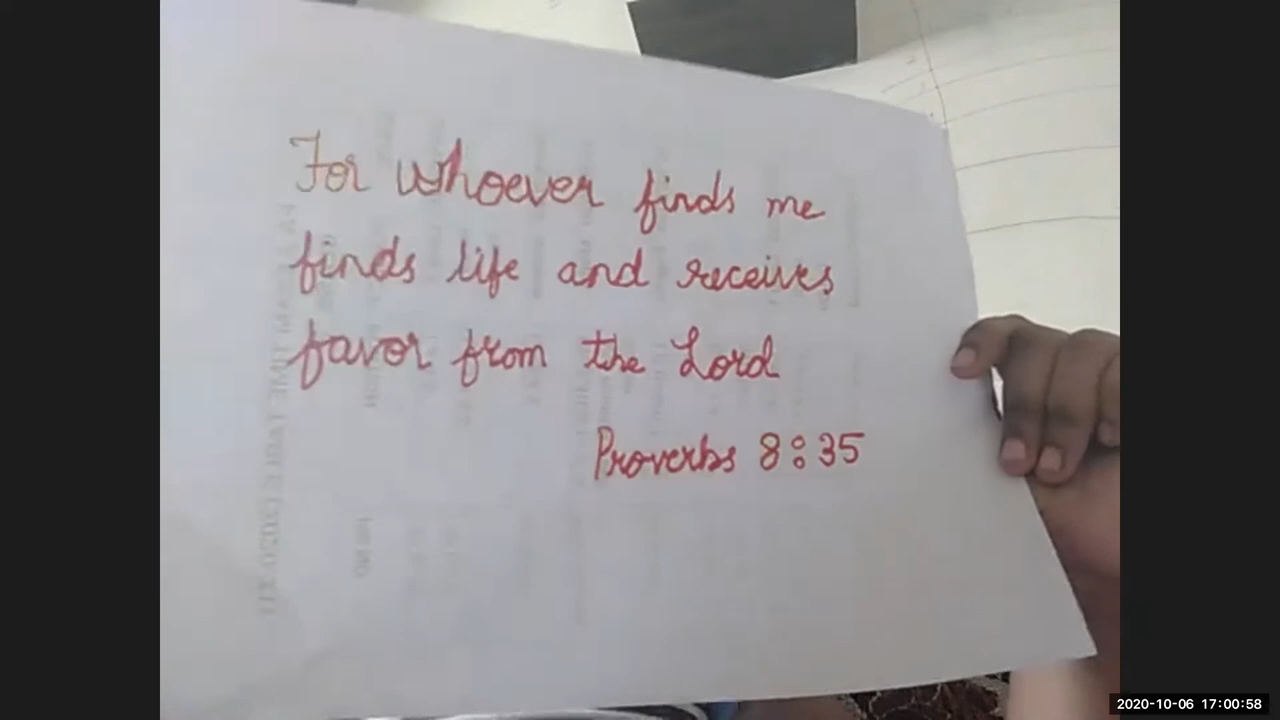 For whoever finds me
finds life and receives
favor from the Lord
Proverbs 8:35
2020-10-06 17:00:58